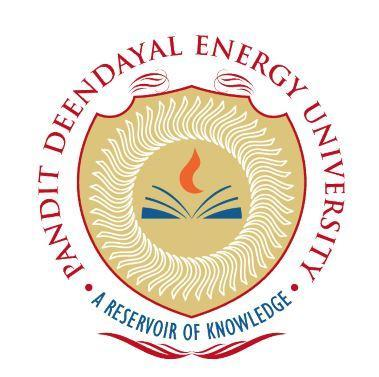 • PANDIT DEENDAYAL ENERGY UNIVERSITY •
A RESERVOIR OF KNOWLEDGE